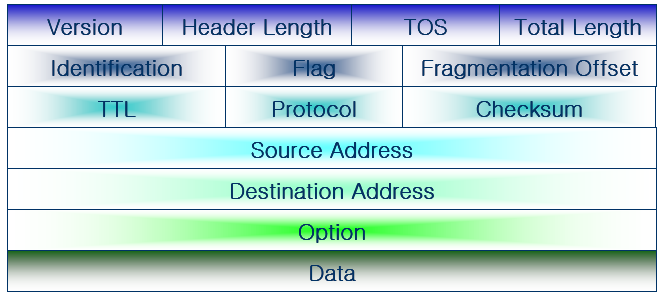 Version Header Length TOS Total Length
Identification Flag Fragmentation Offset
TTL Protocol Checksum
Source Address
Destination Address
Option
Data